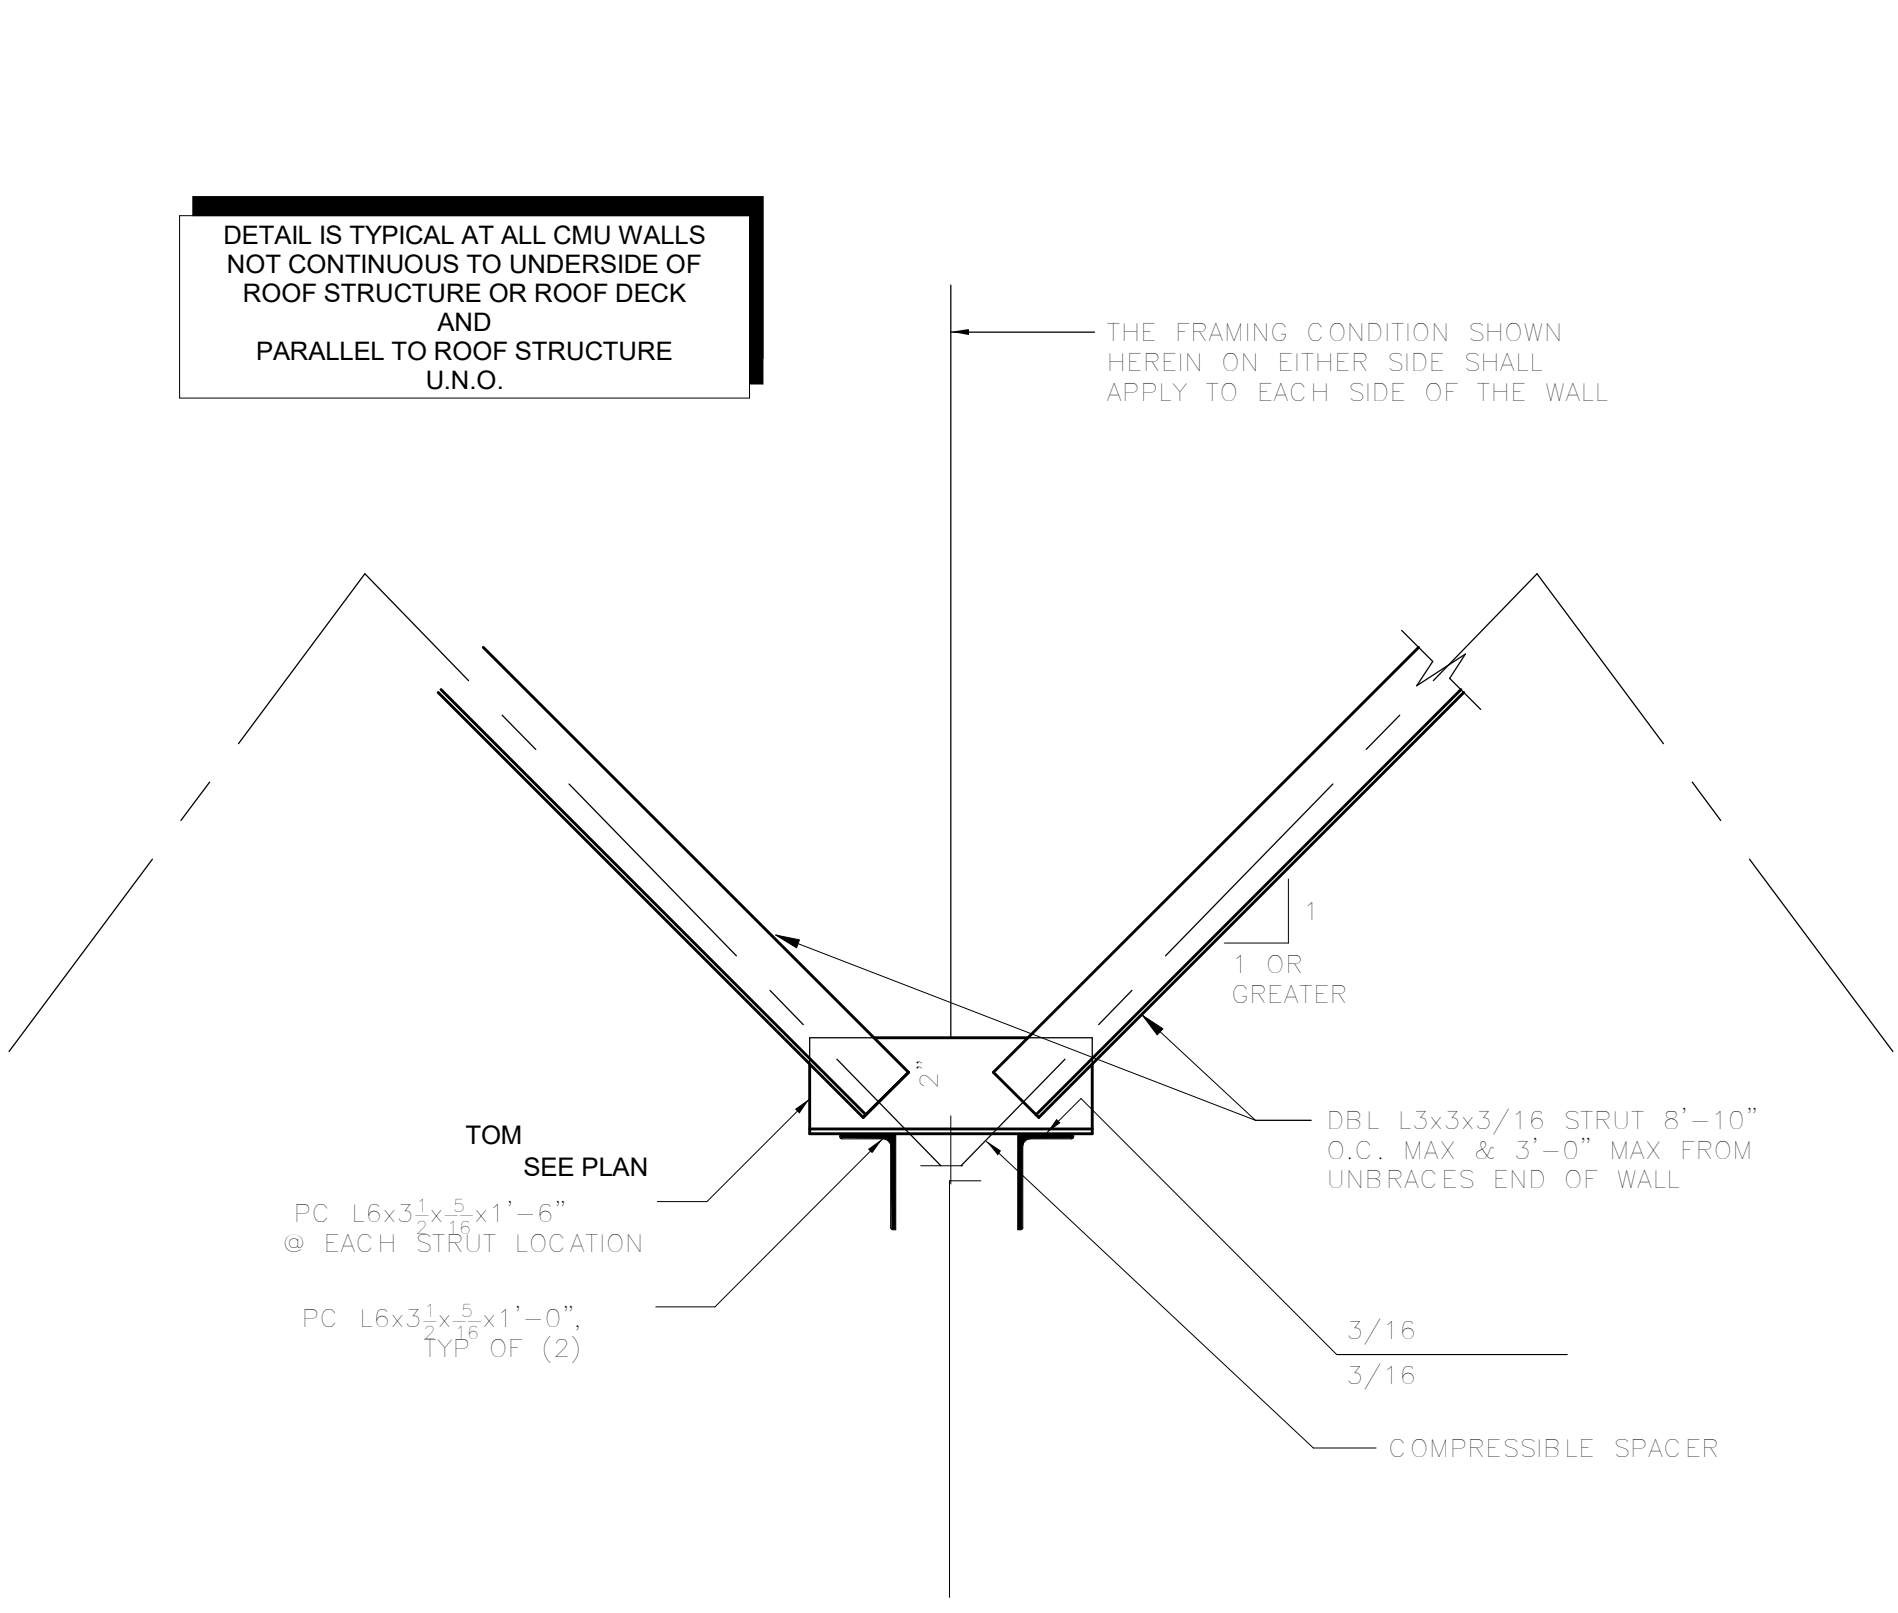 DETAIL IS TYPICAL AT ALL CMU WALLS
NOT CONTINUOUS TO UNDERSIDE OF
ROOF STRUCTURE OR ROOF DECK
AND
PARALLEL TO ROOF STRUCTURE
U.N.O.
THE FRAMING CONDITION SHOWN
HEREIN ON EITHER SIDE SHALL
APPLY TO EACH SIDE OF THE WALL
1
1 OR
GREATER
2"
TOM
SEE PLAN
PC L6x3½x5/16x1'-6"
@ EACH STRUT LOCATION
PC L6x3½x5/16x1'-0",
TYP OF (2)
DBL L3x3x3/16 STRUT 8'-10"
O.C. MAX & 3'-0" MAX FROM
UNBRACES END OF WALL
3/16
3/16
COMPRESSIBLE SPACER